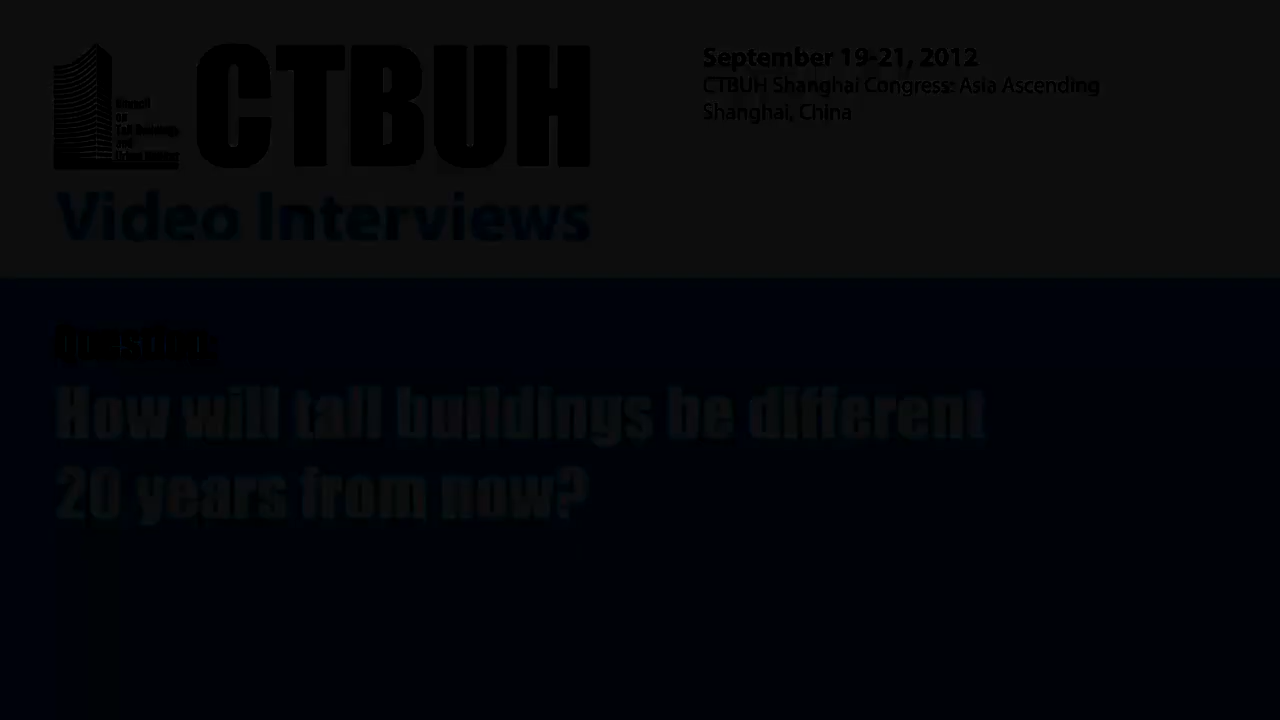 CTBUH
Video Interviews
September 19-21, 2012
CTBUH Shanghai Congress: Asia Ascending
Shanghai, China
Question:
How will tall buildings be different
20 years from now?